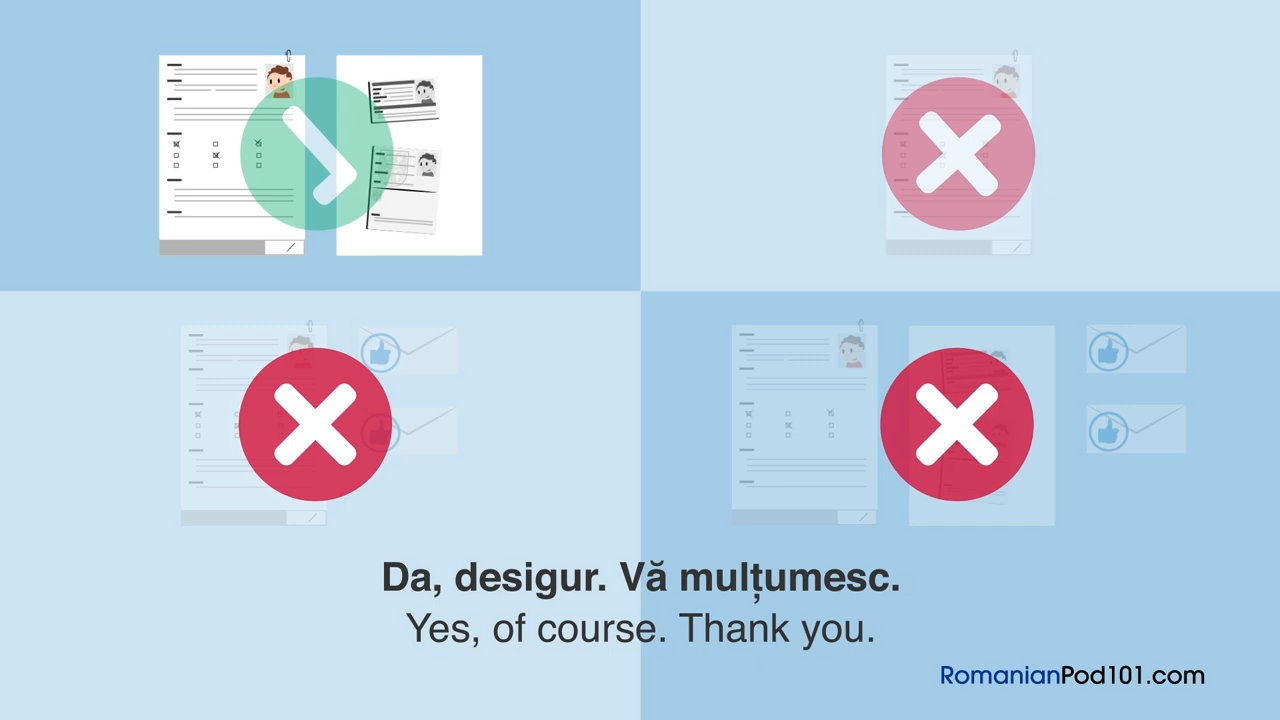 Da, desigur. Vă mulțumesc.
Yes, of course. Thank you.
RomanianPod101.com